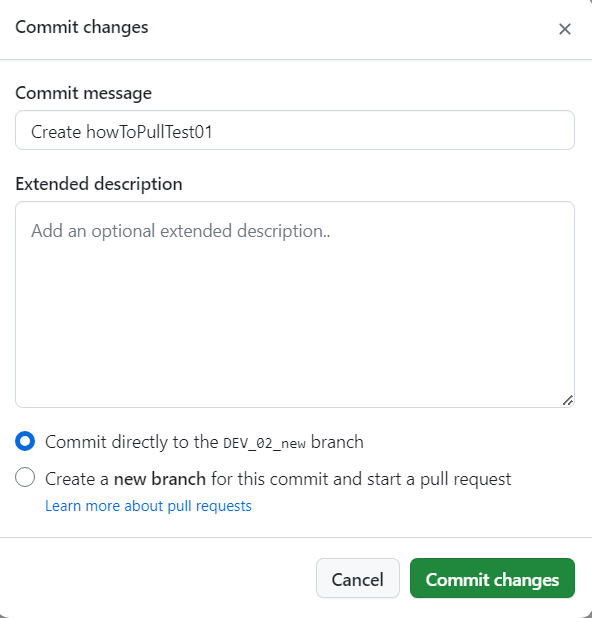 Commit changes
Commit message
Create howToPullTest01
Extended description
Add an optional extended description..
Commit directly to the DEV_02_new branch
Create a new branch for this commit and start a pull request
Learn more about pull requests
Cancel
Commit changes